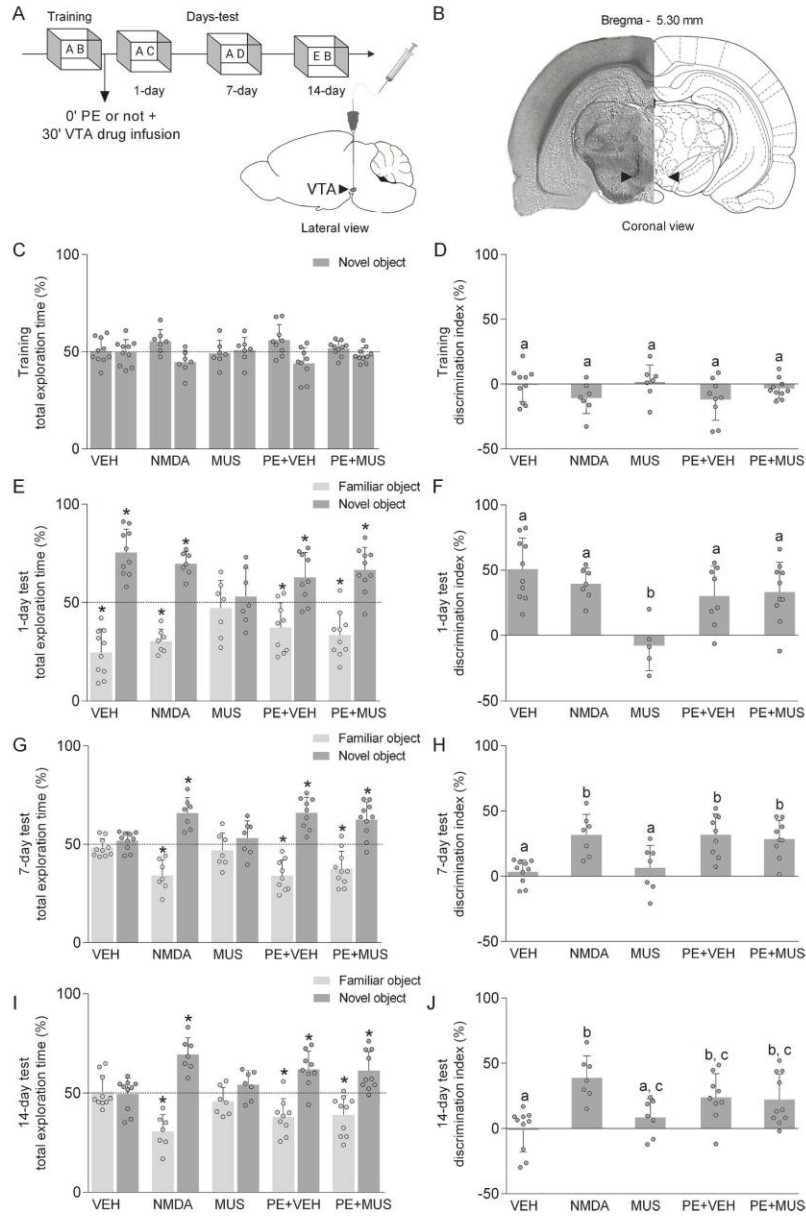 A
Training
Days-test
A B
A C
A D
E B
1-day
7-day
14-day
0' PE or not +
30' VTA drug infusion
VTA
Lateral view
B
Bregma - 5.30 mm
Coronal view
C
Novel object
Training
total exploration time (%)
100
50
0
VEH NMDA MUS PE+VEH PE+MUS
D
Training
discrimination index (%)
100
50
0
-50
a a a a a
VEH NMDA MUS PE+VEH PE+MUS
E
Familiar object
Novel object
1-day test
total exploration time (%)
100
50
0
* * * * * * * *
VEH NMDA MUS PE+VEH PE+MUS
F
1-day test
discrimination index (%)
100
50
0
-50
a a b a a
VEH NMDA MUS PE+VEH PE+MUS
G
Familiar object
Novel object
7-day test
total exploration time (%)
100
50
0
* * * * * *
VEH NMDA MUS PE+VEH PE+MUS
H
7-day test
discrimination index (%)
100
50
0
-50
a b a b b
VEH NMDA MUS PE+VEH PE+MUS
I
Familiar object
Novel object
14-day test
total exploration time (%)
100
50
0
* * * * * *
VEH NMDA MUS PE+VEH PE+MUS
J
14-day test
discrimination index (%)
100
50
0
-50
a b a, c b, c b, c
VEH NMDA MUS PE+VEH PE+MUS